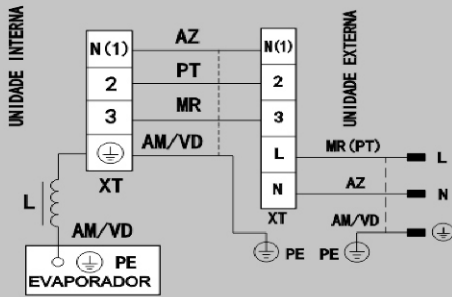 UNIDADE INTERNA
N(1)
2
3
XT
AZ
PT
MR
AM/VD
N(1)
2
3
L
N
XT
UNIDADE EXTERNA
MR(PT)
L
AZ
N
AM/VD
PE
PE
L
AM/VD
PE
EVAPORADOR